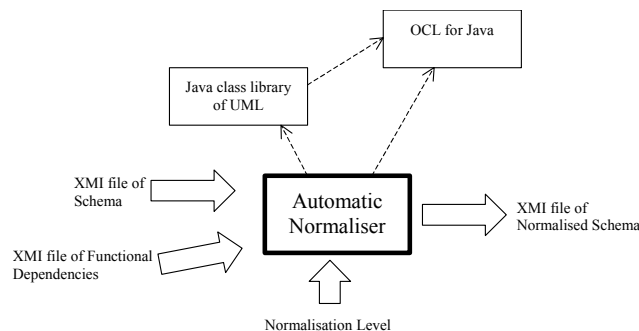 OCL for Java
Java class library
of UML
XMI file of
Schema
Automatic
Normaliser
XMI file of
Normalised Schema
XMI file of Functional
Dependencies
Normalisation Level